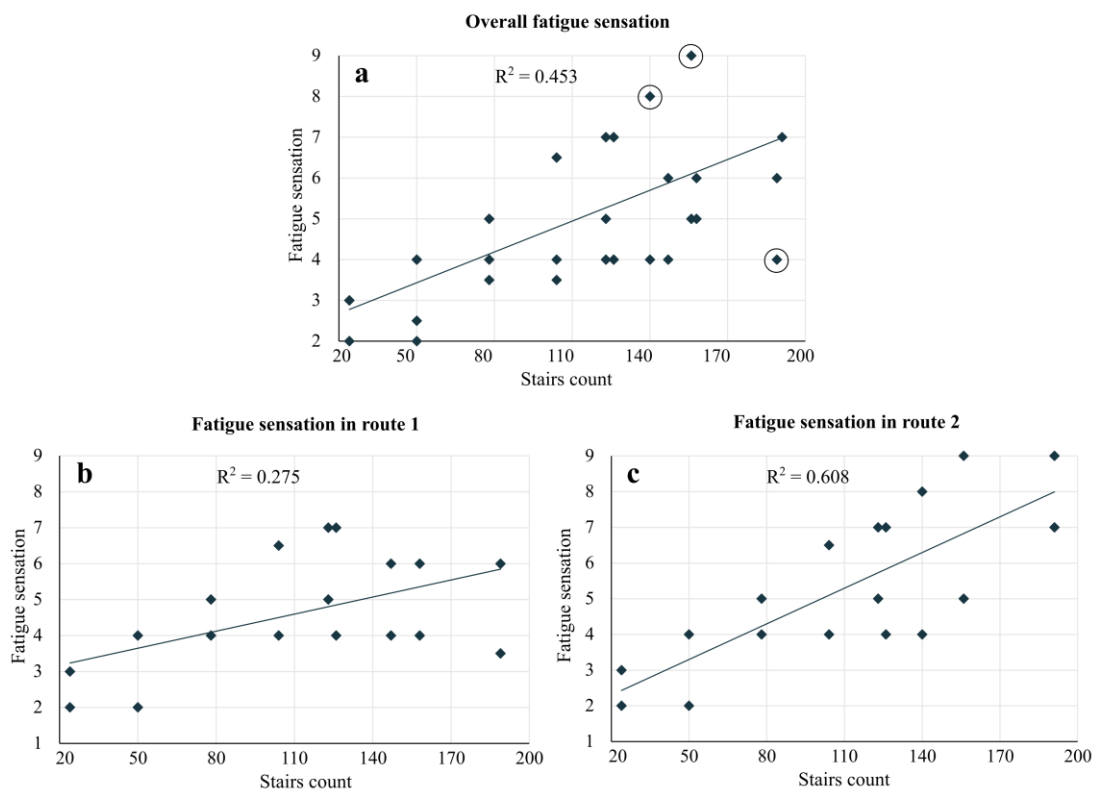 Overall fatigue sensation
a
R² = 0.453
Fatigue sensation
9
8
7
6
5
4
3
2
20 50 80 110 140 170 200
Stairs count
Fatigue sensation in route 1
b
R² = 0.275
Fatigue sensation
9
8
7
6
5
4
3
2
1
20 50 80 110 140 170 200
Stairs count
Fatigue sensation in route 2
c
R² = 0.608
Fatigue sensation
9
8
7
6
5
4
3
2
1
20 50 80 110 140 170 200
Stairs count